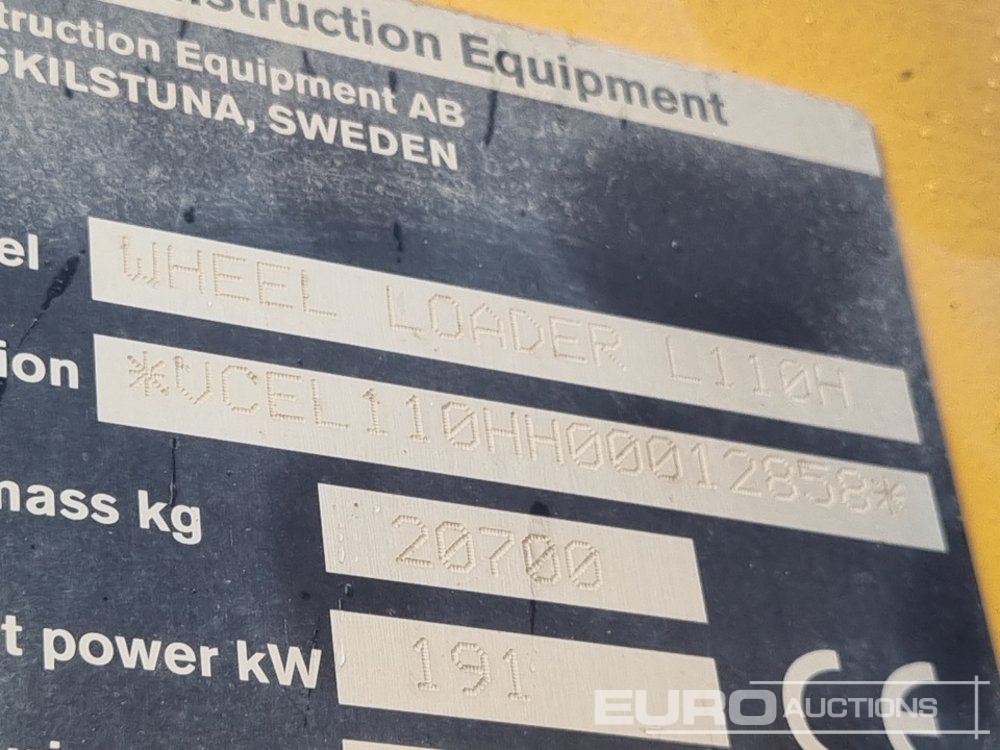 nstruction Equipment
truction Equipment AB
SKILSTUNA, SWEDEN
el WHEEL LOADER L110H
ion *VCEL110HH00012858*
mass kg 20700
t power kW 191
CE
EURO AUCTIONS